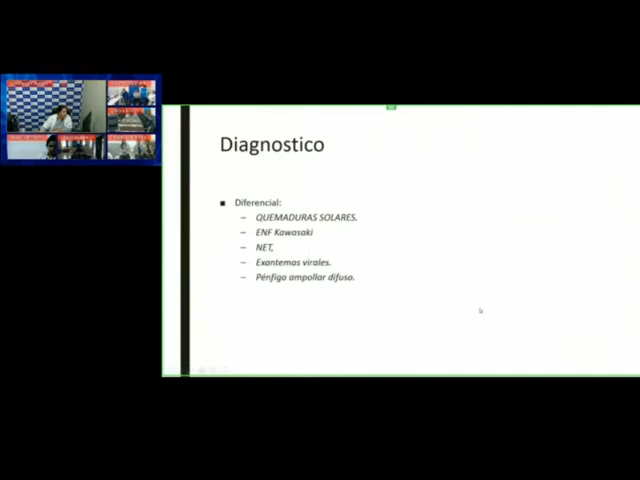 Diagnostico
Diferencial:
– QUEMADURAS SOLARES.
– ENF Kawasaki
– NET,
– Exantemas virales.
– Pénfigo ampollar difuso.